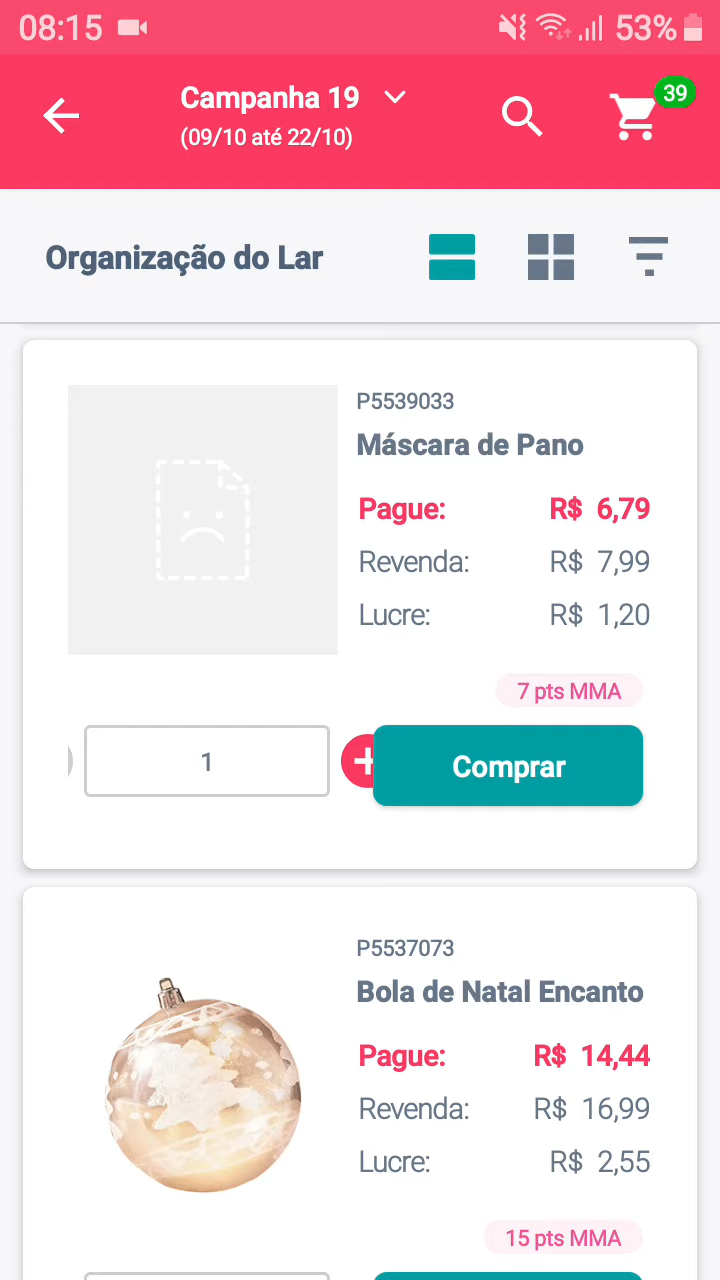 08:15
53%
Campanha 19
(09/10 até 22/10)
39
Organização do Lar
P5539033
Máscara de Pano
Pague: R$ 6,79
Revenda: R$ 7,99
Lucre: R$ 1,20
7 pts MMA
1
Comprar
P5537073
Bola de Natal Encanto
Pague: R$ 14,44
Revenda: R$ 16,99
Lucre: R$ 2,55
15 pts MMA